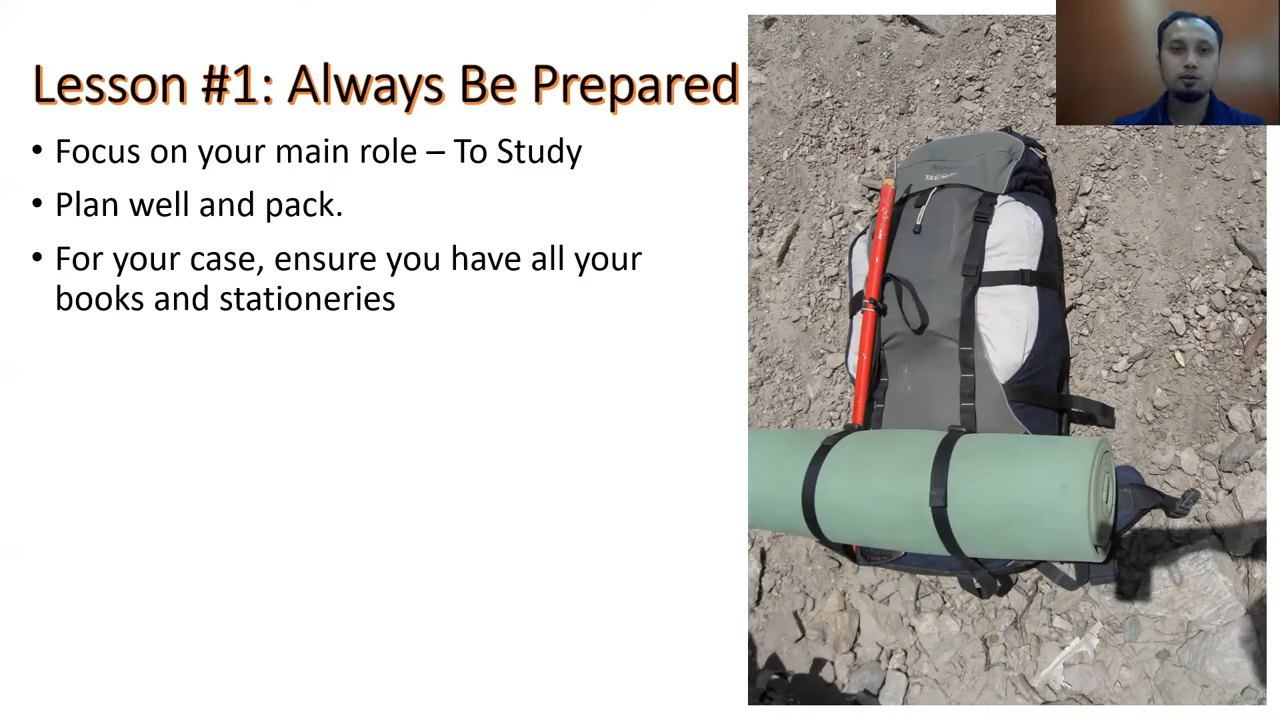 Lesson #1: Always Be Prepared
• Focus on your main role – To Study
• Plan well and pack.
• For your case, ensure you have all your
books and stationeries